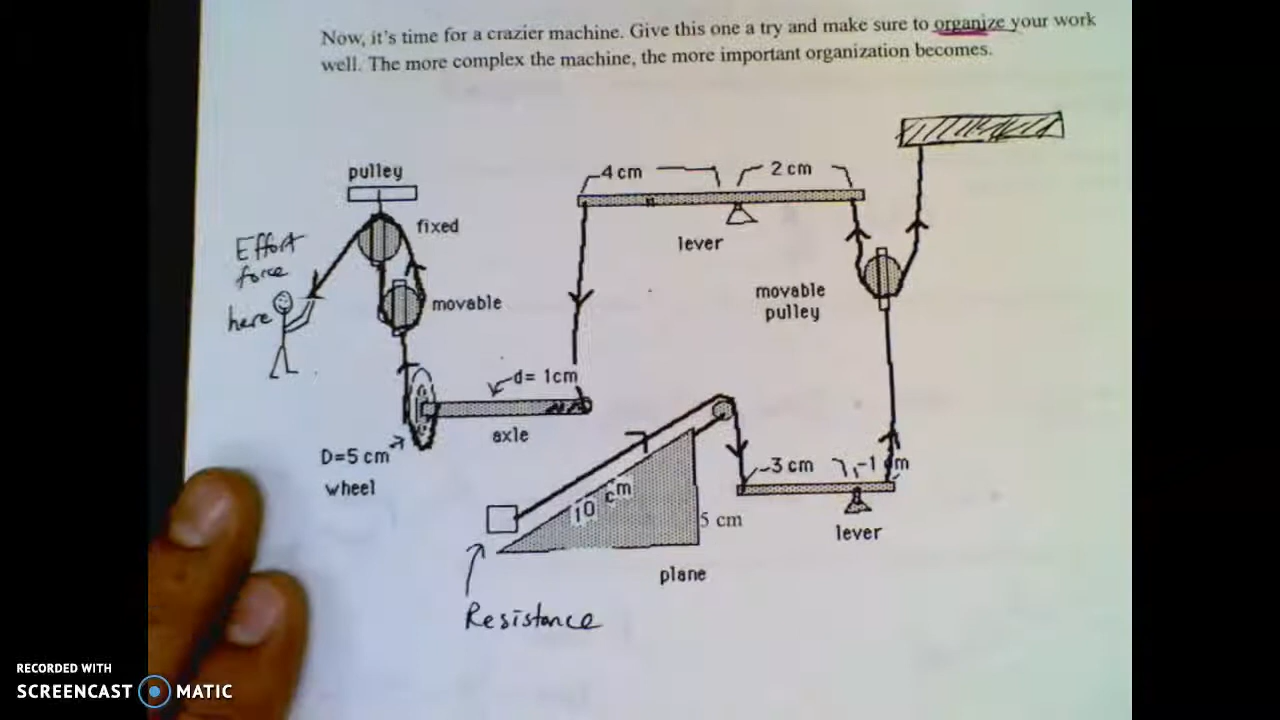 Now, it's time for a crazier machine. Give this one a try and make sure to organize your work
well. The more complex the machine, the more important organization becomes.
pulley
fixed
Effort
force
here
movable
4 cm
2 cm
lever
movable
pulley
d= 1cm
axle
D=5 cm
wheel
3 cm
1 cm
10 cm
5 cm
lever
plane
Resistance
RECORDED WITH
SCREENCAST MATIC